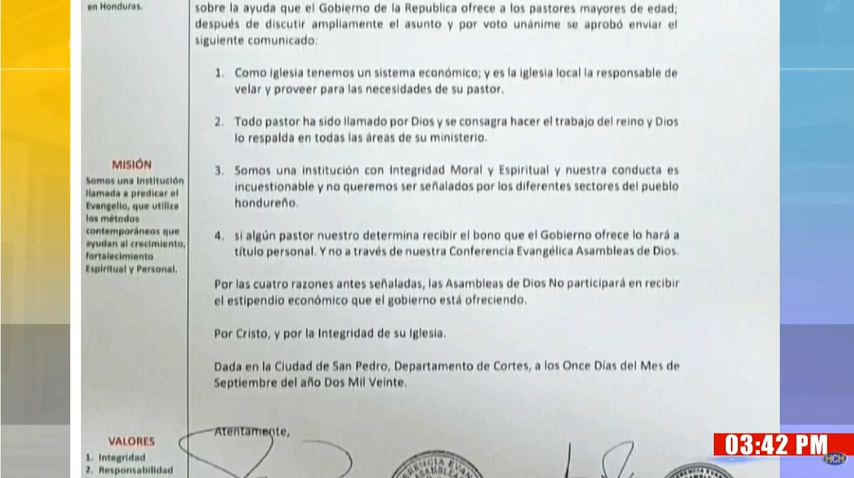 en Honduras.
sobre la ayuda que el Gobierno de la Republica ofrece a los pastores mayores de edad;
después de discutir ampliamente el asunto y por voto unánime se aprobó enviar el
siguiente comunicado:
1. Como iglesia tenemos un sistema económico; y es la iglesia local la responsable de
velar y proveer para las necesidades de su pastor.
2. Todo pastor ha sido llamado por Dios y se consagra hacer el trabajo del reino y Dios
lo respalda en todas las áreas de su ministerio.
3. Somos una institución con Integridad Moral y Espiritual y nuestra conducta es
incuestionable y no queremos ser señalados por los diferentes sectores del pueblo
hondureño.
4. si algún pastor nuestro determina recibir el bono que el Gobierno ofrece lo hará a
título personal. Y no a través de nuestra Conferencia Evangélica Asambleas de Dios.
Por las cuatro razones antes señaladas, las Asambleas de Dios No participará en recibir
el estipendio económico que el gobierno está ofreciendo.
Por Cristo, y por la Integridad de su Iglesia.
Dada en la Ciudad de San Pedro, Departamento de Cortes, a los Once Días del Mes de
Septiembre del año Dos Mil Veinte.
Atentamente,
MISIÓN
Somos una Institución
llamada a predicar el
Evangelio, que utiliza
los métodos
contemporáneos que
ayudan al crecimiento,
fortalecimiento
Espiritual y Personal.
VALORES
1. Integridad
2. Responsabilidad
03:42 PM
HCH